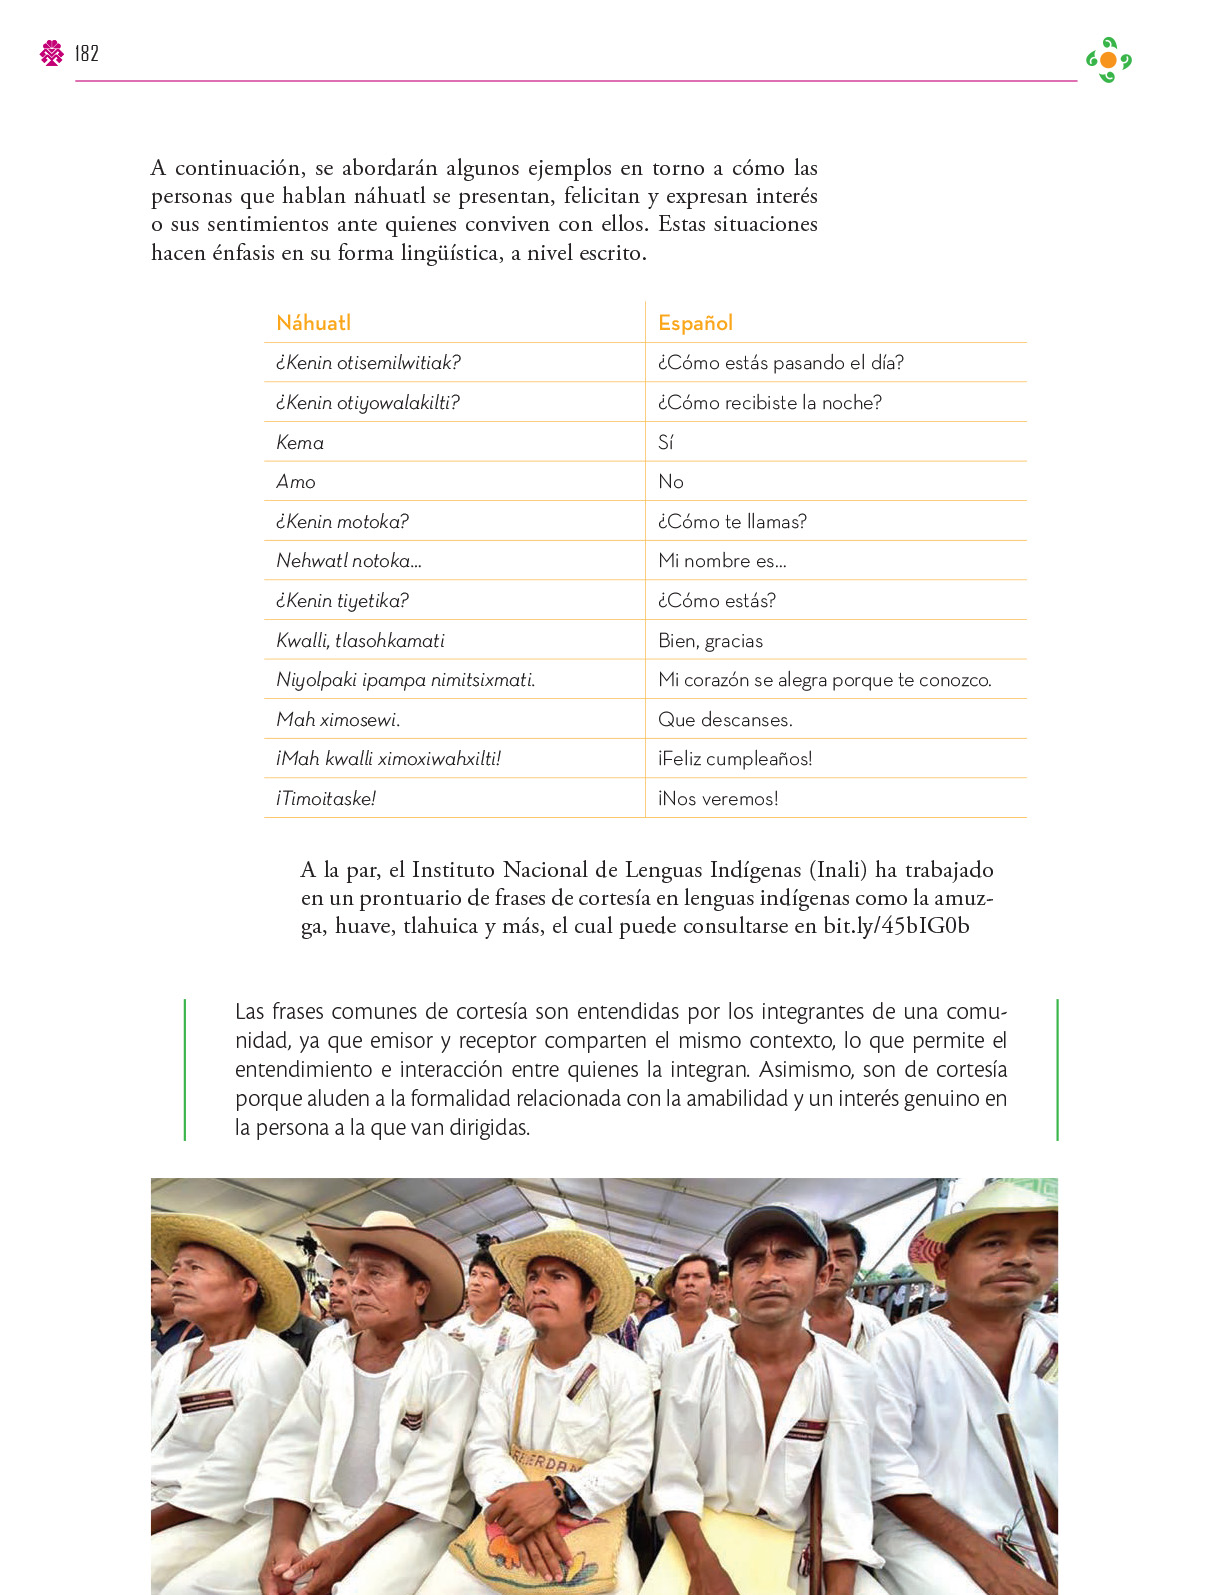 182
A continuación, se abordarán algunos ejemplos en torno a cómo las
personas que hablan náhuatl se presentan, felicitan y expresan interés
o sus sentimientos ante quienes conviven con ellos. Estas situaciones
hacen énfasis en su forma lingüística, a nivel escrito.
Náhuatl Español
¿Kenin otisemilwitiak? ¿Cómo estás pasando el día?
¿Kenin otiyowalakilti? ¿Cómo recibiste la noche?
Kema Sí
Amo No
¿Kenin motoka? ¿Cómo te llamas?
Nehwatl notoka... Mi nombre es...
¿Kenin tiyetika? ¿Cómo estás?
Kwalli, tlasohkamati Bien, gracias
Niyolpaki ipampa nimitsixmati. Mi corazón se alegra porque te conozco.
Mah ximosewi. Que descanses.
¡Mah kwalli ximoxiwahxilti! ¡Feliz cumpleaños!
¡Timoitaske! ¡Nos veremos!
A la par, el Instituto Nacional de Lenguas Indígenas (Inali) ha trabajado
en un prontuario de frases de cortesía en lenguas indígenas como la amuz-
ga, huave, tlahuica y más, el cual puede consultarse en bit.ly/45bIG0b
Las frases comunes de cortesía son entendidas por los integrantes de una comu-
nidad, ya que emisor y receptor comparten el mismo contexto, lo que permite el
entendimiento e interacción entre quienes la integran. Asimismo, son de cortesía
porque aluden a la formalidad relacionada con la amabilidad y un interés genuino en
la persona a la que van dirigidas.